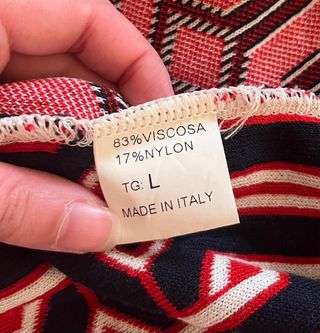 83%VISCOSA
17%NYLON
TG: L
MADE IN ITALY